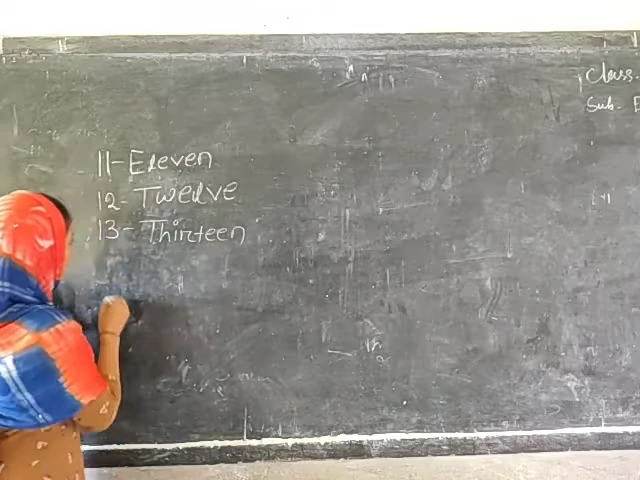 Class.
Sub. E
11-Eleven
12-Twelve
13-Thirteen